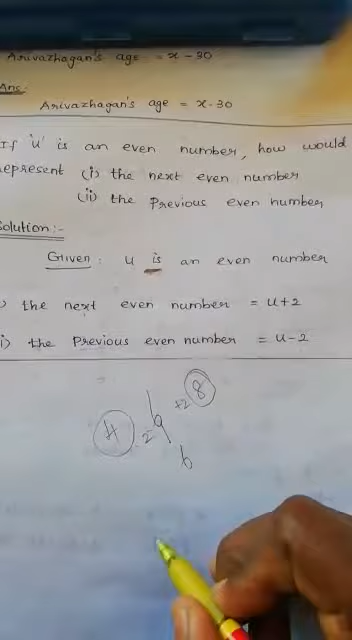 Arivazhagan's age = x-30
Ans:
Arivazhagan's age = x-30
If 'u' is an even number, how would
represent (i) the next even number
(ii) the Previous even number
Solution:-
Given: u is an even number
) the next even number = u+2
i) the Previous even number = u-2
+2 8
4 -2 6
6